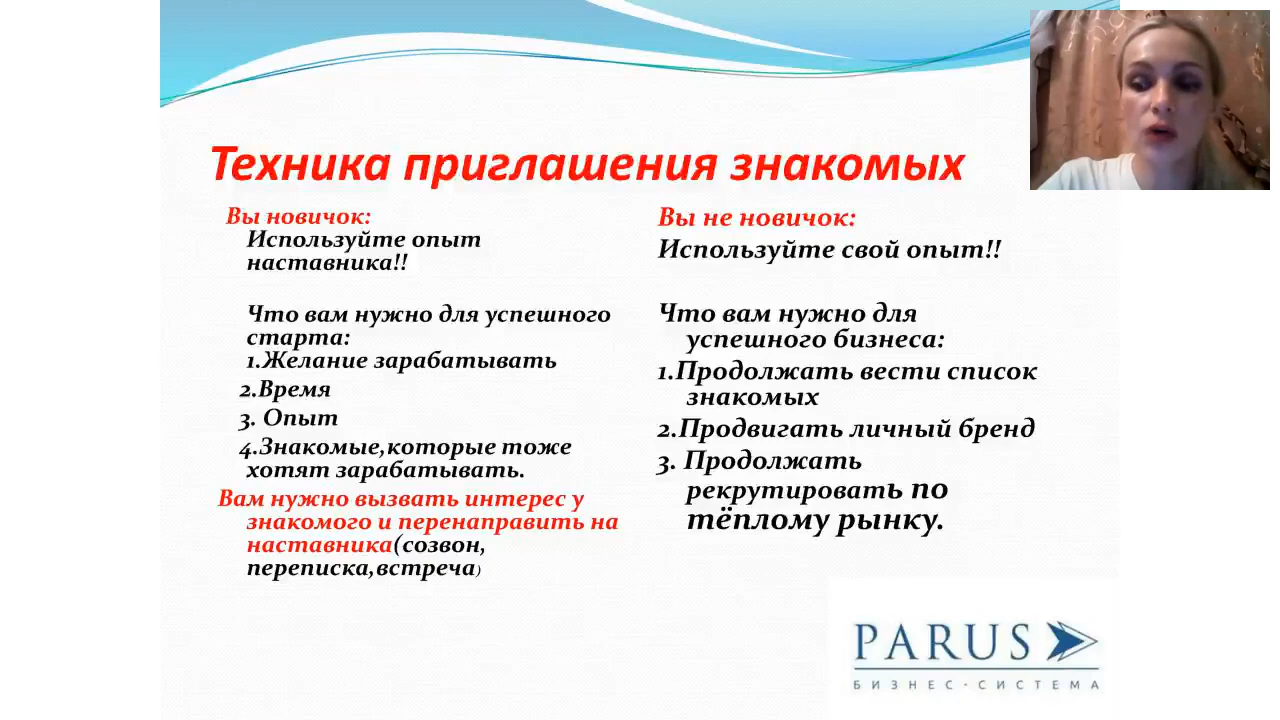 Техника приглашения знакомых
Вы новичок:
Используйте опыт
наставника!!
Что вам нужно для успешного
старта:
1.Желание зарабатывать
2.Время
3. Опыт
4.Знакомые,которые тоже
хотят зарабатывать.
Вам нужно вызвать интерес у
знакомого и перенаправить на
наставника(созвон,
переписка,встреча)
Вы не новичок:
Используйте свой опыт!!
Что вам нужно для
успешного бизнеса:
1.Продолжать вести список
знакомых
2.Продвигать личный бренд
3. Продолжать
рекрутировать по
тёплому рынку.
PARUS
БИЗНЕС-СИСТЕМА